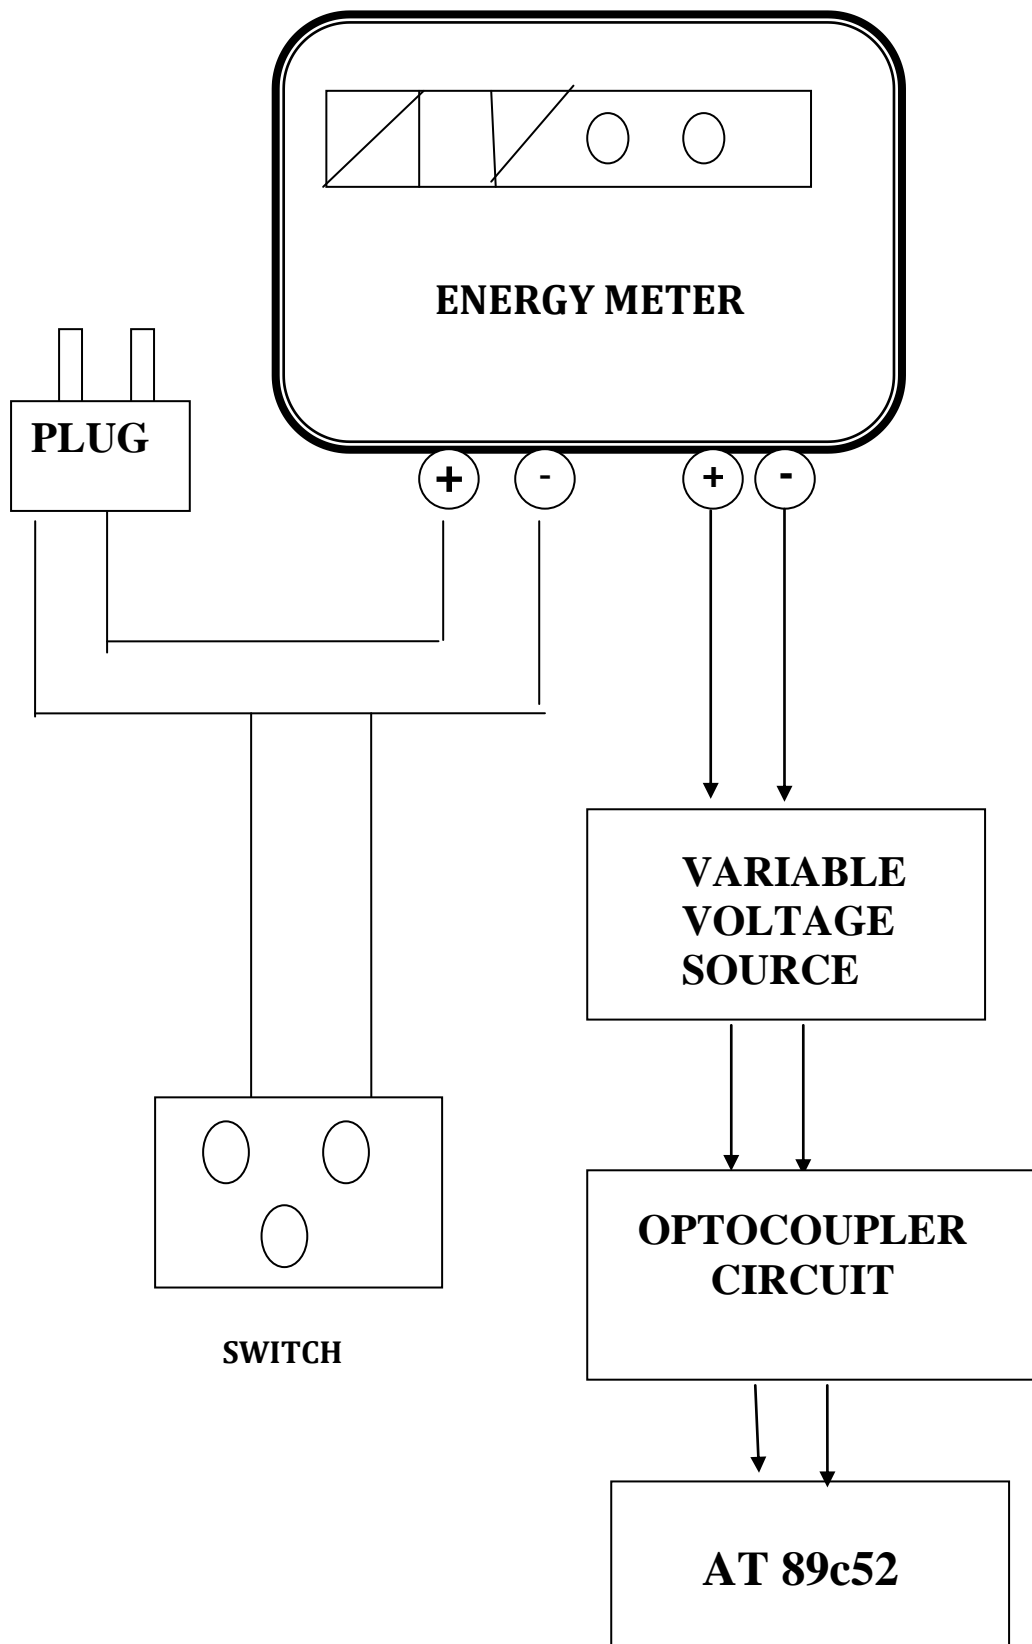 ENERGY METER
PLUG
+ - + -
VARIABLE
VOLTAGE
SOURCE
OPTOCOUPLER
CIRCUIT
SWITCH
AT 89c52